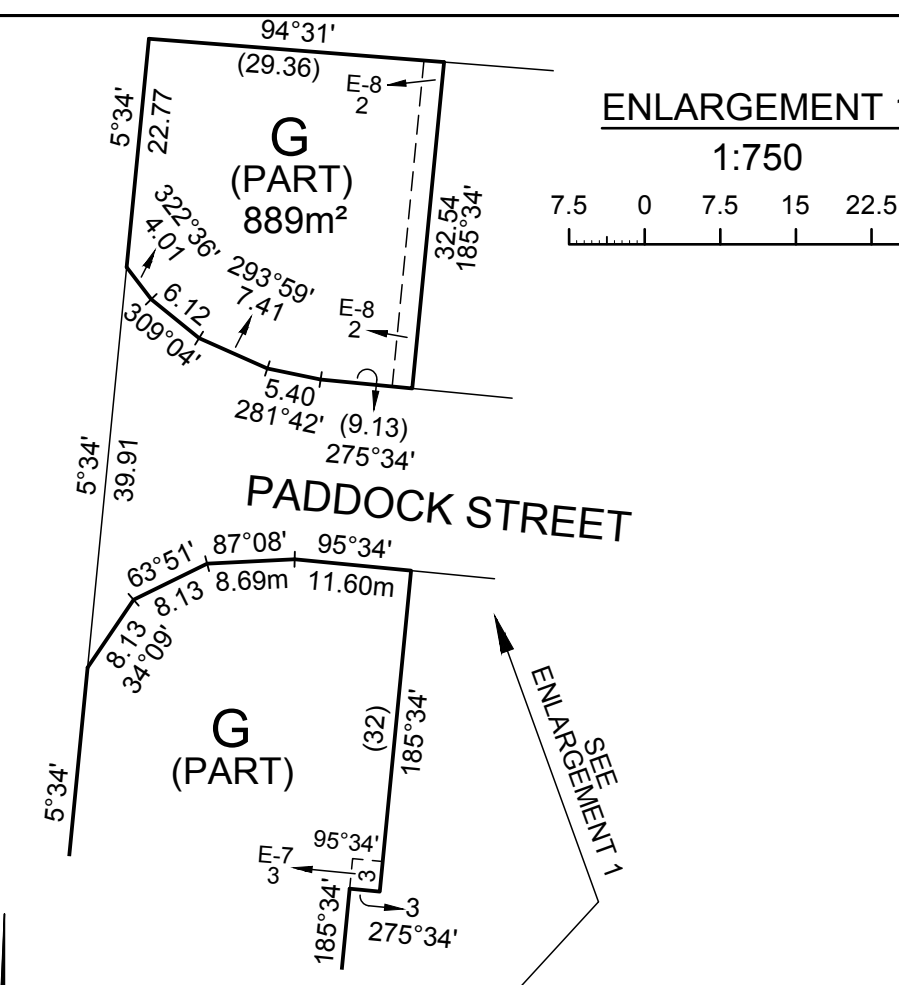 94°31'
(29.36)
E-8
2
5°34'
22.77
G
(PART)
889m²
32.54
185°34'
322°36'
4.01
293°59'
7.41
6.12
309°04'
E-8
2
5.40
281°42'
(9.13)
275°34'
ENLARGEMENT 1
1:750
7.5 0 7.5 15 22.5
5°34'
39.91
PADDOCK STREET
63°51'
8.13
87°08'
8.69m
95°34'
11.60m
8.13
34°09'
G
(PART)
(32)
185°34'
5°34'
95°34'
E-7
3
3
3
275°34'
185°34'
SEE
ENLARGEMENT 1